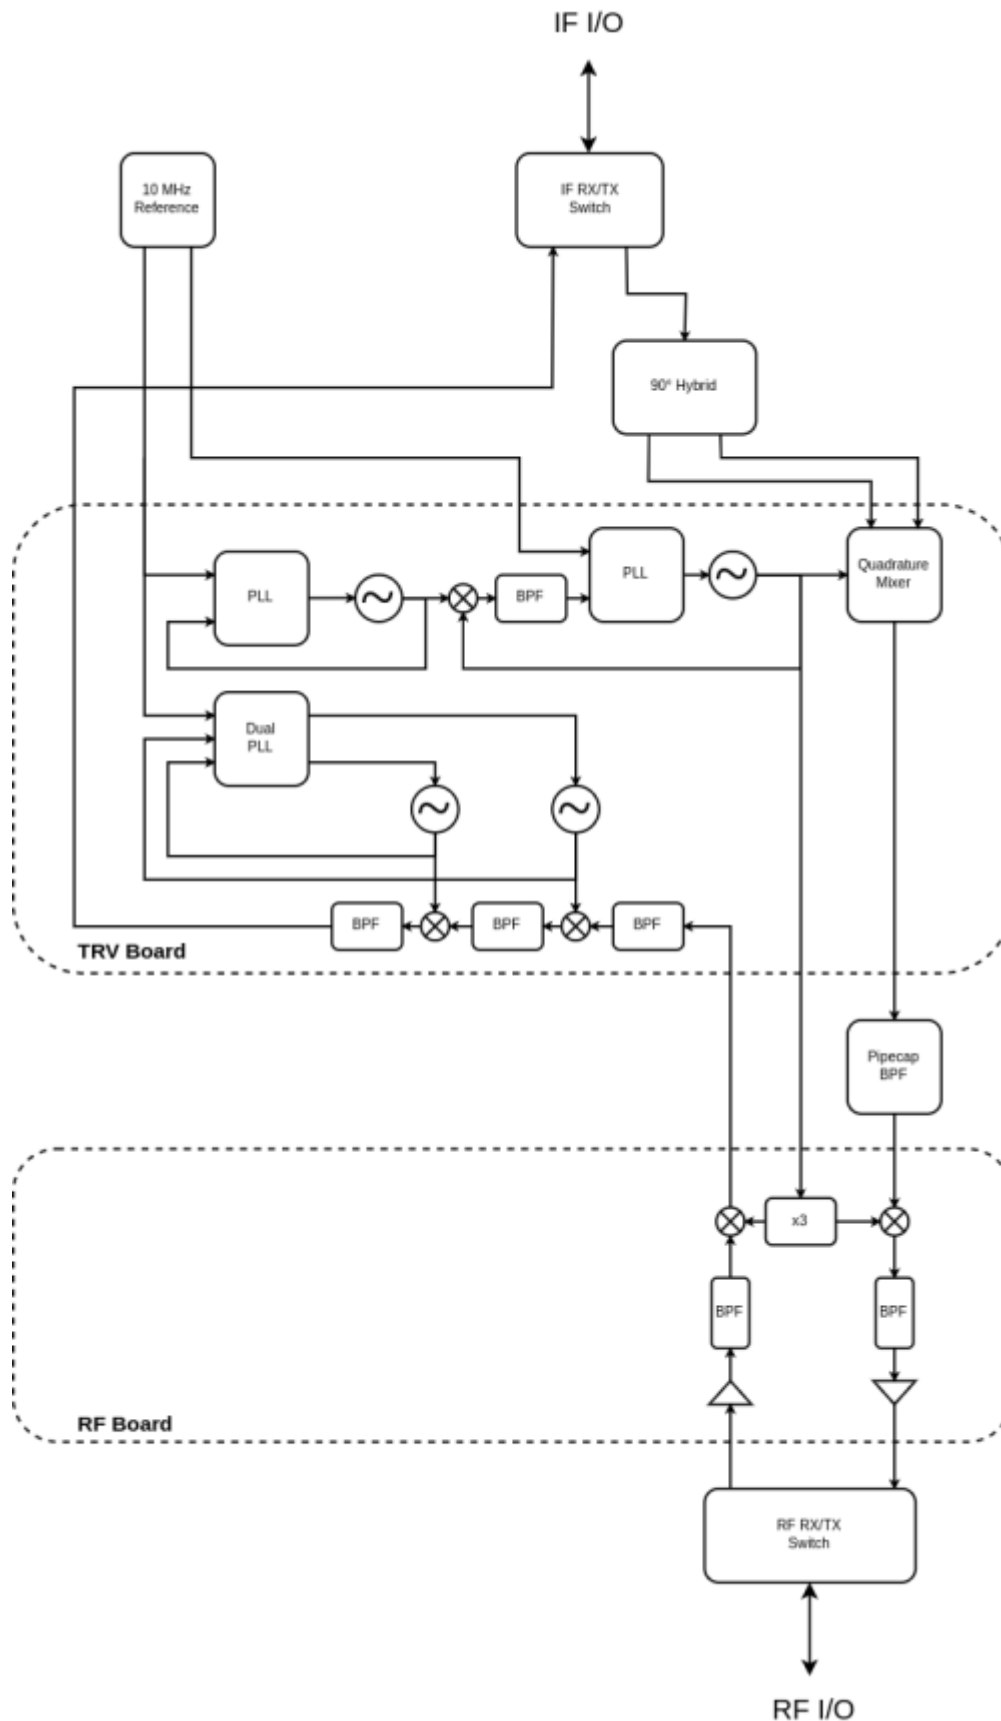 IF I/O
10 MHz
Reference
IF RX/TX
Switch
90° Hybrid
PLL
BPF
PLL
Quadrature
Mixer
Dual
PLL
BPF
BPF
BPF
TRV Board
Pipecap
BPF
x3
BPF
BPF
RF Board
RF RX/TX
Switch
RF I/O